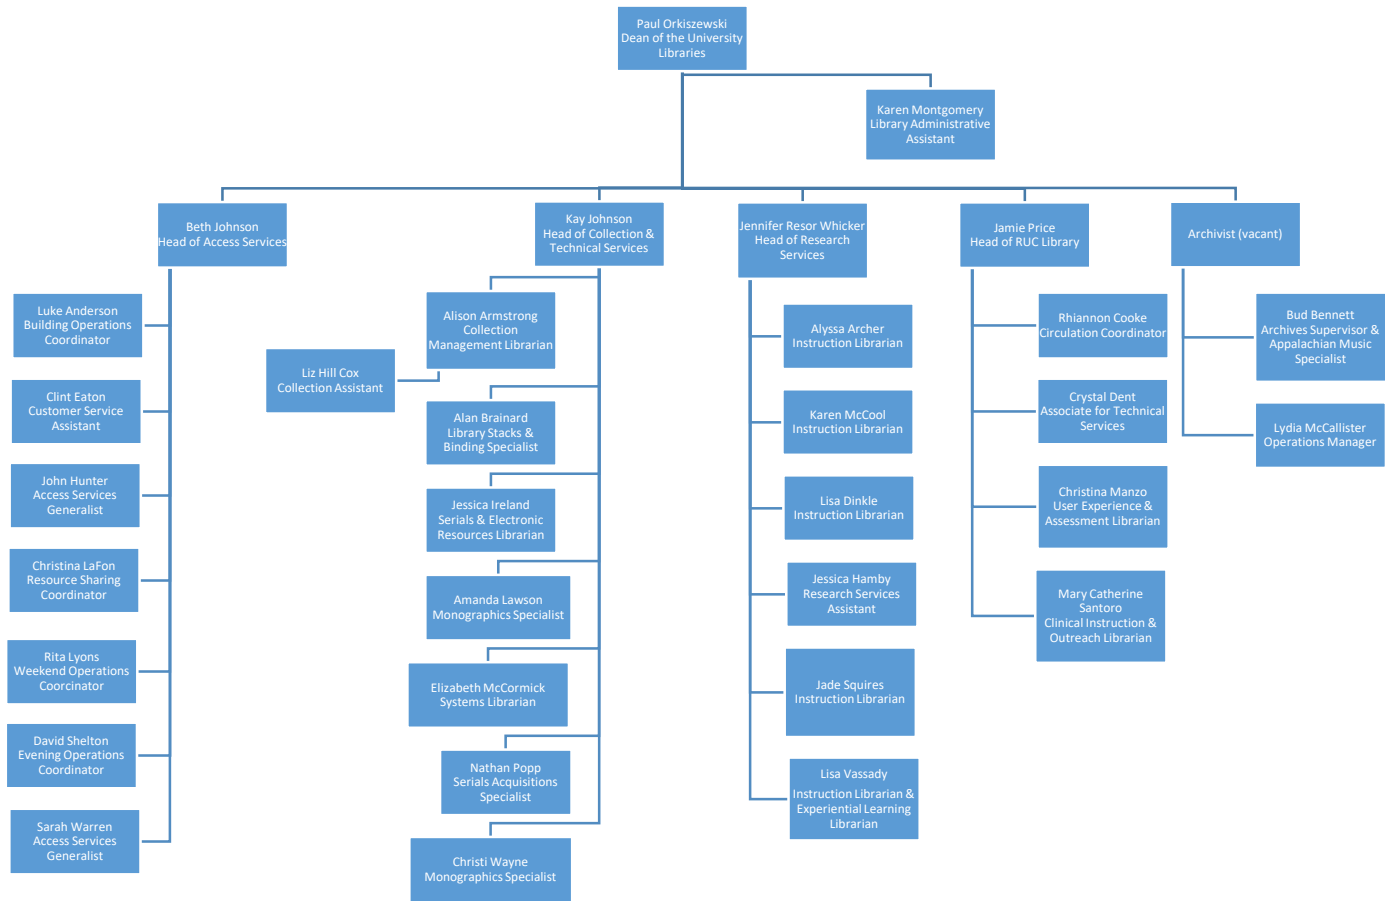 Paul Orkiszewski
Dean of the University
Libraries
Karen Montgomery
Library Administrative
Assistant
Beth Johnson
Head of Access Services
Kay Johnson
Head of Collection &
Technical Services
Jennifer Resor Whicker
Head of Research
Services
Jamie Price
Head of RUC Library
Archivist (vacant)
Luke Anderson
Building Operations
Coordinator
Clint Eaton
Customer Service
Assistant
John Hunter
Access Services
Generalist
Christina LaFon
Resource Sharing
Coordinator
Rita Lyons
Weekend Operations
Coorcinator
David Shelton
Evening Operations
Coordinator
Sarah Warren
Access Services
Generalist
Alison Armstrong
Collection
Management Librarian
Liz Hill Cox
Collection Assistant
Alan Brainard
Library Stacks &
Binding Specialist
Jessica Ireland
Serials & Electronic
Resources Librarian
Amanda Lawson
Monographics Specialist
Elizabeth McCormick
Systems Librarian
Nathan Popp
Serials Acquisitions
Specialist
Christi Wayne
Monographics Specialist
Alyssa Archer
Instruction Librarian
Karen McCool
Instruction Librarian
Lisa Dinkle
Instruction Librarian
Jessica Hamby
Research Services
Assistant
Jade Squires
Instruction Librarian
Lisa Vassady
Instruction Librarian &
Experiential Learning
Librarian
Rhiannon Cooke
Circulation Coordinator
Crystal Dent
Associate for Technical
Services
Christina Manzo
User Experience &
Assessment Librarian
Mary Catherine
Santoro
Clinical Instruction &
Outreach Librarian
Bud Bennett
Archives Supervisor &
Appalachian Music
Specialist
Lydia McCallister
Operations Manager